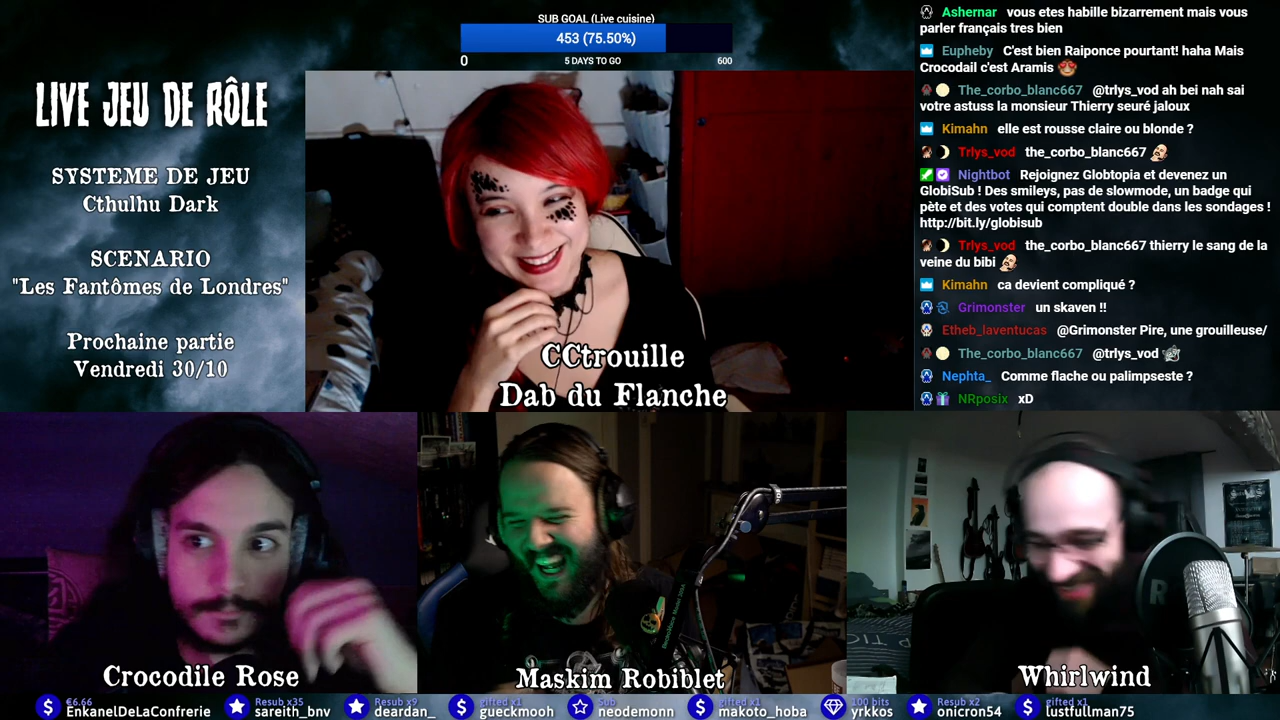 SUB GOAL (Live cuisine)
453 (75.50%)
0
5 DAYS TO GO
600
LIVE JEU DE RÔLE
SYSTEME DE JEU
Cthulhu Dark
SCENARIO
"Les Fantômes de Londres"
Prochaine partie
Vendredi 30/10
CCtrouille
Dab du Flanche
Ashernar vous etes habille bizarrement mais vous
parler français tres bien
Eupheby C'est bien Raiponce pourtant! haha Mais
Crocodail c'est Aramis
The_corbo_blanc667 @trlys_vod ah bei nah sai
votre astuss la monsieur Thierry seuré jaloux
Kimahn elle est rousse claire ou blonde ?
Trlys_vod the_corbo_blanc667
Nightbot Rejoignez Globtopia et devenez un
GlobiSub ! Des smileys, pas de slowmode, un badge qui
pète et des votes qui comptent double dans les sondages !
http://bit.ly/globisub
Trlys_vod the_corbo_blanc667 thierry le sang de la
veine du bibi
Kimahn ca devient compliqué ?
Grimonster un skaven !!
Etheb_laventucas @Grimonster Pire, une grouilleuse/
The_corbo_blanc667 @trlys_vod
Nephta_ Comme flache ou palimpseste ?
NRposix xD
Crocodile Rose
Maskim Robiblet
Whirlwind
€6.66
EnkanelDeLaConfrerie
Resub x35
sareith_bnv
Resub x9
deardan_
gifted x1
gueckmooh
Sub
neodemonn
gifted x1
makoto_hoba
100 bits
yrkkos
Resub x2
onicron54
gifted x1
lustfullman75